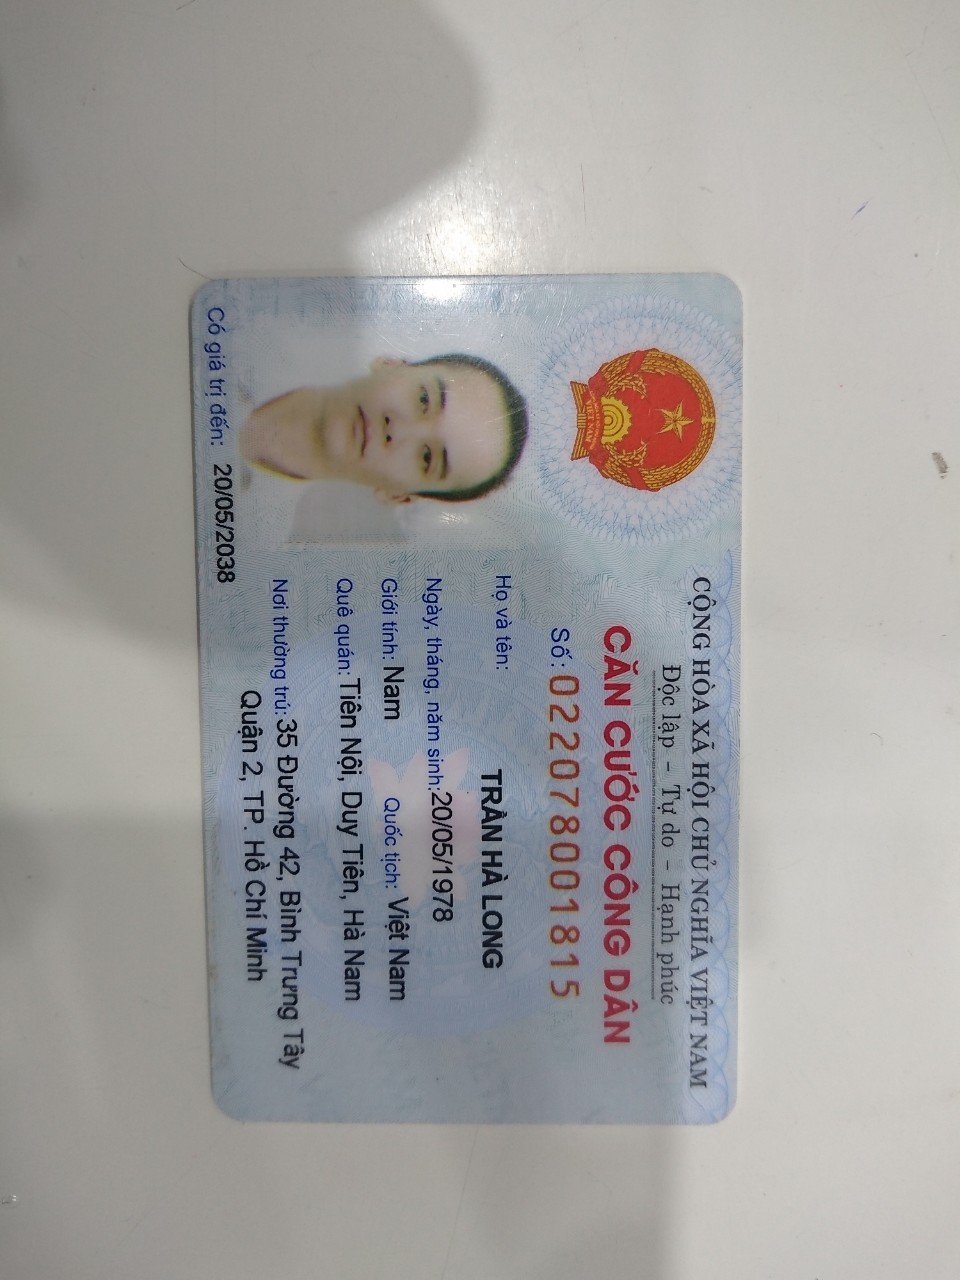 CỘNG HÒA XÃ HỘI CHỦ NGHĨA VIỆT NAM
Độc lập - Tự do - Hạnh phúc
CĂN CƯỚC CÔNG DÂN
Số: 022078001815
Họ và tên: TRẦN HÀ LONG
Ngày, tháng, năm sinh: 20/05/1978
Giới tính: Nam Quốc tịch: Việt Nam
Quê quán: Tiên Nội, Duy Tiên, Hà Nam
Nơi thường trú: 35 Đường 42, Bình Trưng Tây
Quận 2, TP. Hồ Chí Minh
Có giá trị đến: 20/05/2038
VIỆT NAM